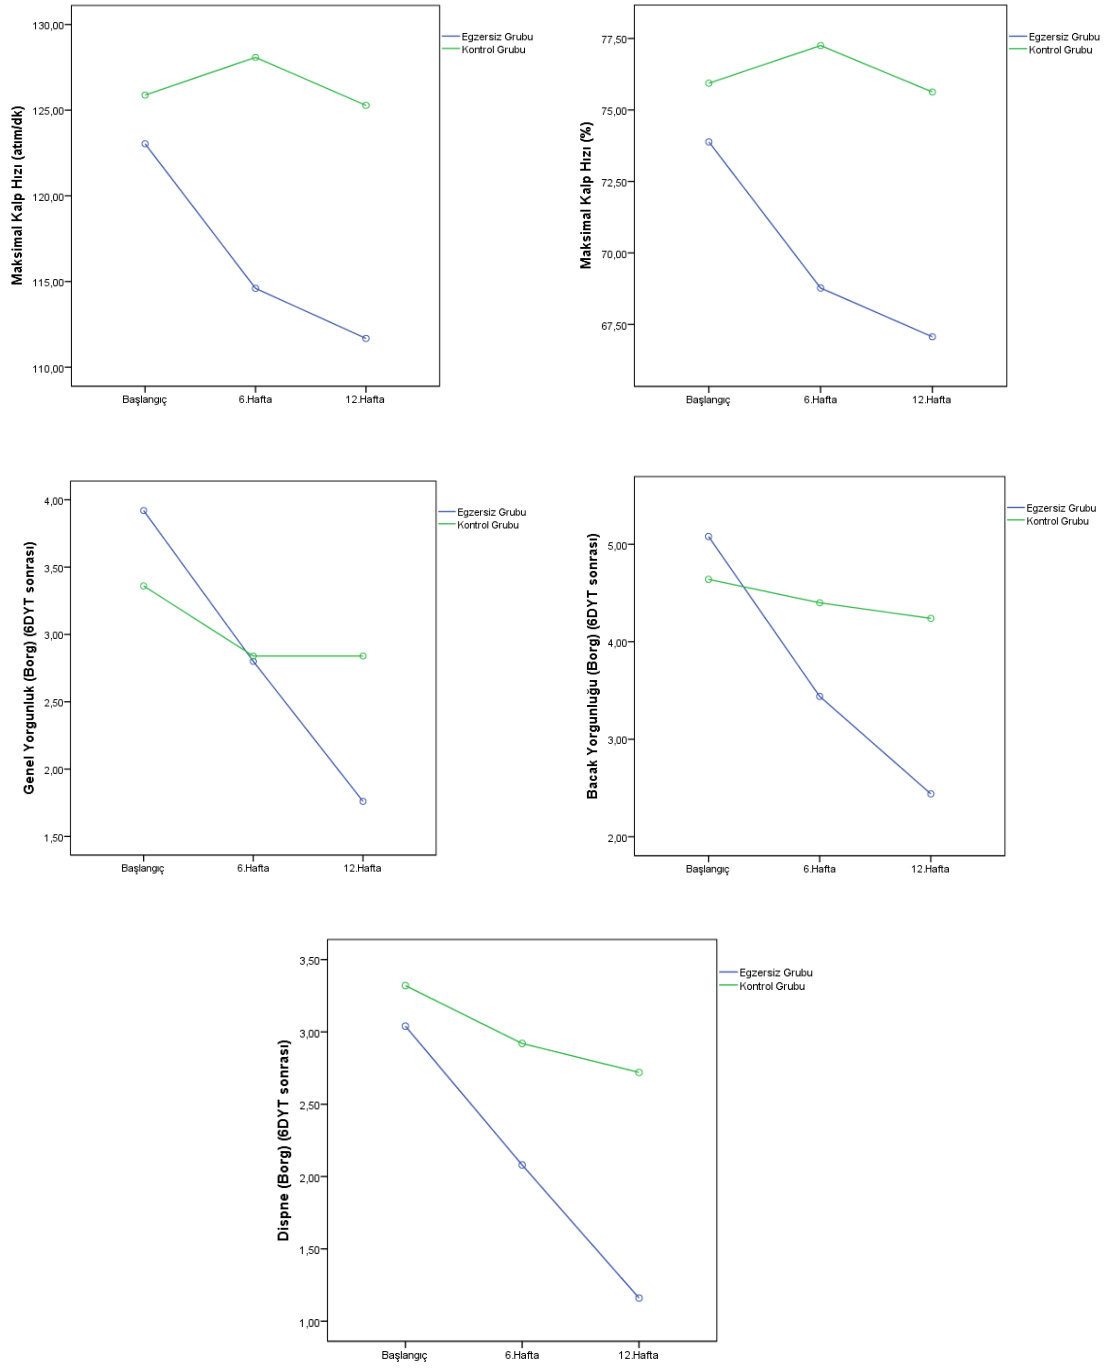 Maksimal Kalp Hızı (atım/dk)
130,00
125,00
120,00
115,00
110,00
Başlangıç
6.Hafta
12.Hafta
Egzersiz Grubu
Kontrol Grubu
Maksimal Kalp Hızı (%)
77,50
75,00
72,50
70,00
67,50
Başlangıç
6.Hafta
12.Hafta
Egzersiz Grubu
Kontrol Grubu
Genel Yorgunluk (Borg) (6DYT sonrası)
4,00
3,50
3,00
2,50
2,00
1,50
Başlangıç
6.Hafta
12.Hafta
Egzersiz Grubu
Kontrol Grubu
Bacak Yorgunluğu (Borg) (6DYT sonrası)
5,00
4,00
3,00
2,00
Başlangıç
6.Hafta
12.Hafta
Egzersiz Grubu
Kontrol Grubu
Dispne (Borg) (6DYT sonrası)
3,50
3,00
2,50
2,00
1,50
1,00
Başlangıç
6.Hafta
12.Hafta
Egzersiz Grubu
Kontrol Grubu